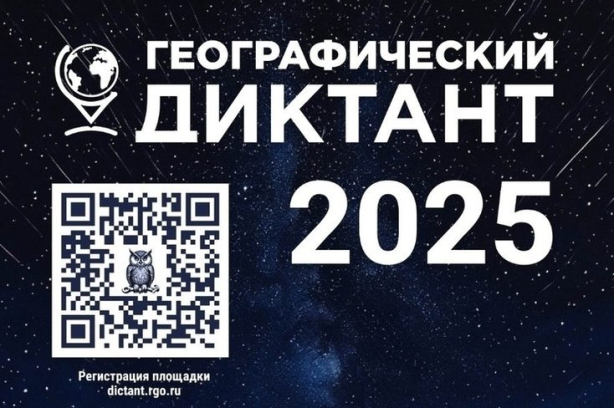 ГЕОГРАФИЧЕСКИЙ
ДИКТАНТ
2025
Регистрация площадки
dictant.rgo.ru